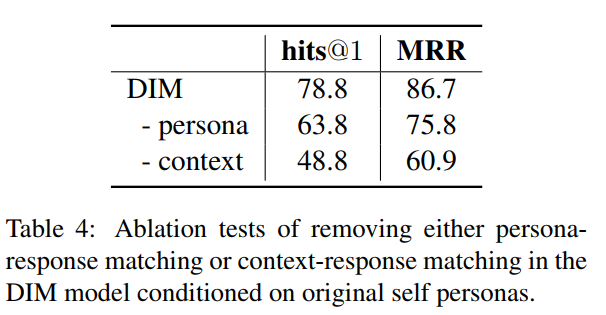 hits@1 MRR
DIM 78.8 86.7
- persona 63.8 75.8
- context 48.8 60.9
Table 4: Ablation tests of removing either persona-
response matching or context-response matching in the
DIM model conditioned on original self personas.